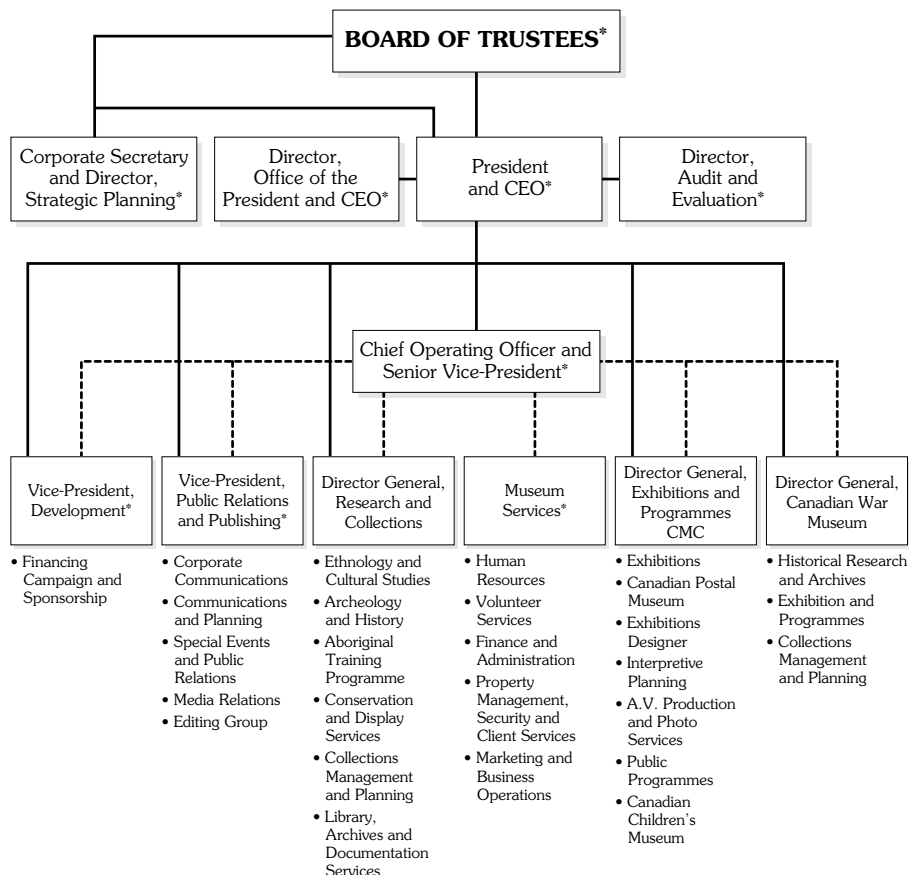 BOARD OF TRUSTEES*
Corporate Secretary
and Director,
Strategic Planning*
Director,
Office of the
President and CEO*
President
and CEO*
Director,
Audit and
Evaluation*
Chief Operating Officer and
Senior Vice-President*
Vice-President,
Development*
• Financing
Campaign and
Sponsorship
Vice-President,
Public Relations
and Publishing*
• Corporate
Communications
• Communications
and Planning
• Special Events
and Public
Relations
• Media Relations
• Editing Group
Director General,
Research and
Collections
• Ethnology and
Cultural Studies
• Archeology
and History
• Aboriginal
Training
Programme
• Conservation
and Display
Services
• Collections
Management
and Planning
• Library,
Archives and
Documentation
Services
Museum
Services*
• Human
Resources
• Volunteer
Services
• Finance and
Administration
• Property
Management,
Security and
Client Services
• Marketing and
Business
Operations
Director General,
Exhibitions and
Programmes
CMC
• Exhibitions
• Canadian Postal
Museum
• Exhibitions
Designer
• Interpretive
Planning
• A.V. Production
and Photo
Services
• Public
Programmes
• Canadian
Children's
Museum
Director General,
Canadian War
Museum
• Historical Research
and Archives
• Exhibition and
Programmes
• Collections
Management
and Planning